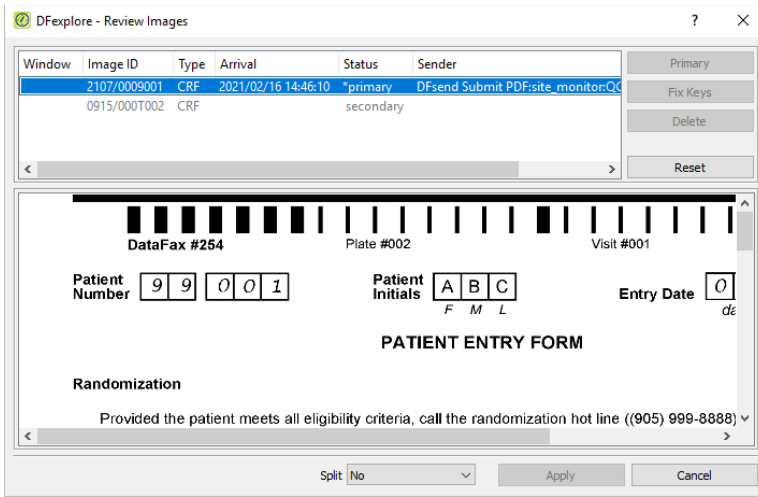 DFexplore - Review Images ? ×
Window Image ID Type Arrival Status Sender
2107/0009001 CRF 2021/02/16 14:46:10 *primary DFsend Submit PDF:site_monitor:QC
0915/000T002 CRF secondary
Primary
Fix Keys
Delete
Reset
DataFax #254 Plate #002 Visit #001
Patient Number 9 9 0 0 1 Patient Initials A B C Entry Date 0
F M L da
PATIENT ENTRY FORM
Randomization
Provided the patient meets all eligibility criteria, call the randomization hot line ((905) 999-8888)
Split No Apply Cancel